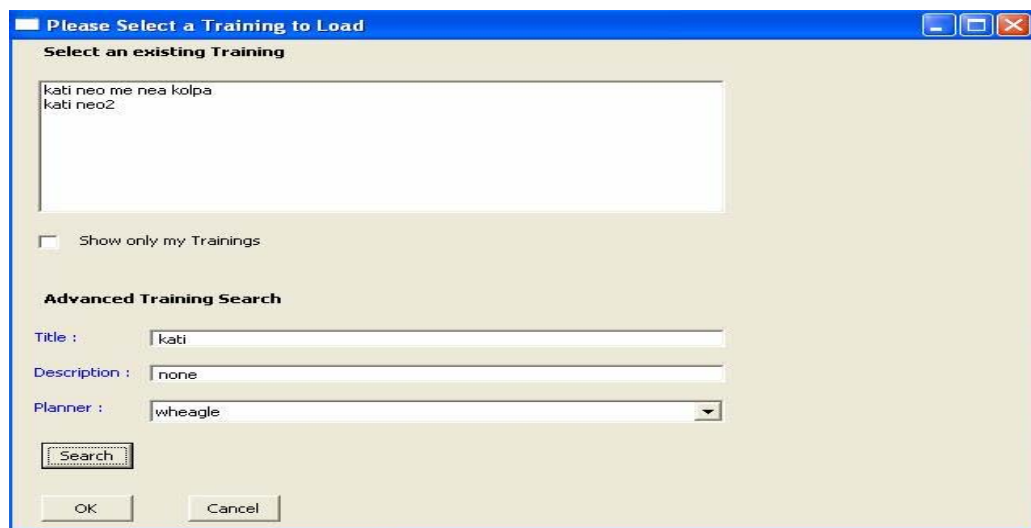 Please Select a Training to Load
Select an existing Training
kati neo me nea kolpa
kati neo2
Show only my Trainings
Advanced Training Search
Title : kati
Description : none
Planner : wheagle
Search
OK Cancel